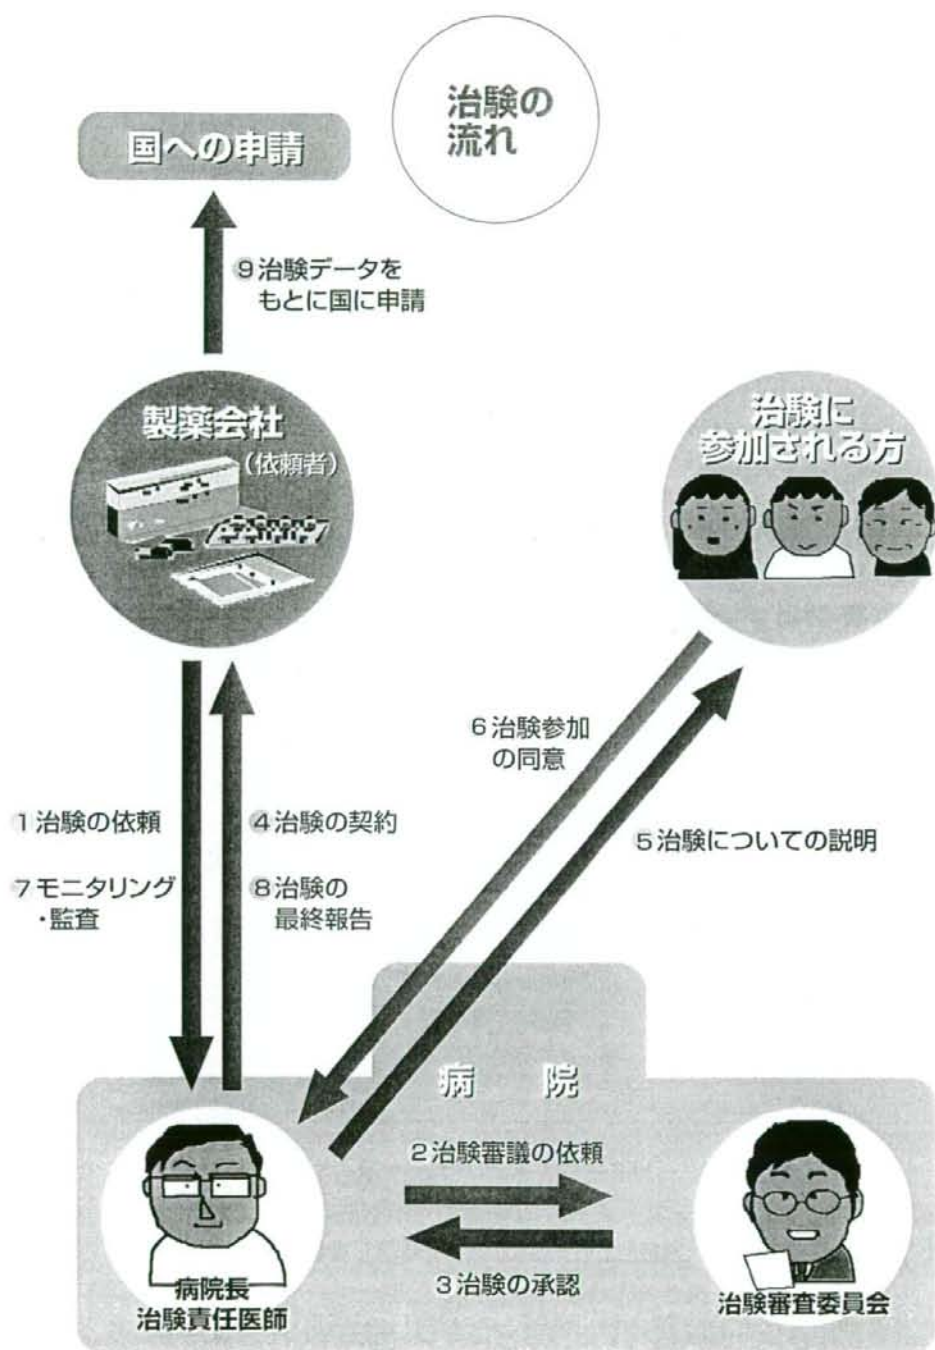 治験の
流れ
国への申請
9 治験データを
もとに国に申請
製薬会社
(依頼者)
治験に
参加される方
6 治験参加
の同意
1 治験の依頼
4 治験の契約
5 治験についての説明
7 モニタリング
・監査
8 治験の
最終報告
病 院
2 治験審議の依頼
3 治験の承認
病院長
治験責任医師
治験審査委員会